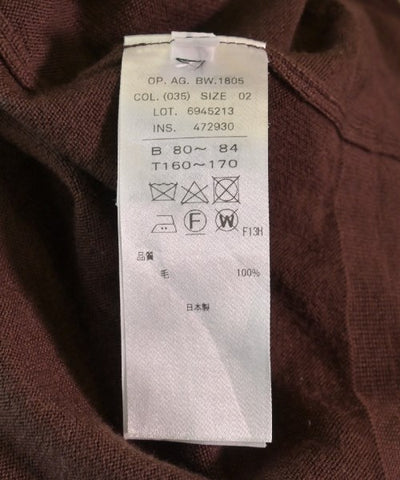 OP. AG. BW.1805
COL. (035) SIZE 02
LOT. 6945213
INS. 472930
B 80～ 84
T160～170
F W F13H
品質
毛 100%
日本製